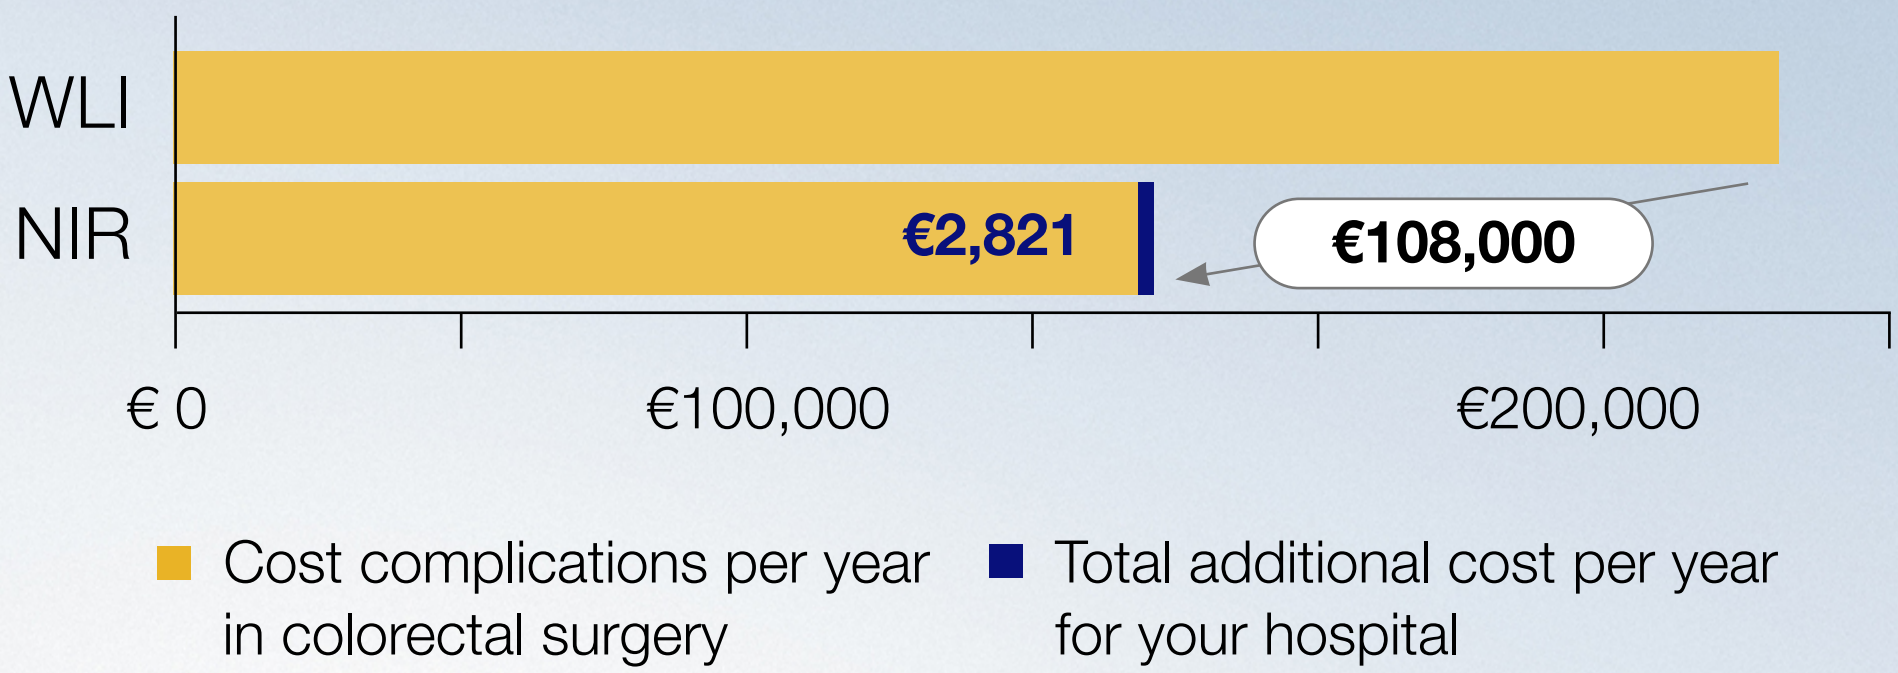 WLI
NIR
€2,821
€108,000
€ 0
€100,000
€200,000
Cost complications per year
in colorectal surgery
Total additional cost per year
for your hospital